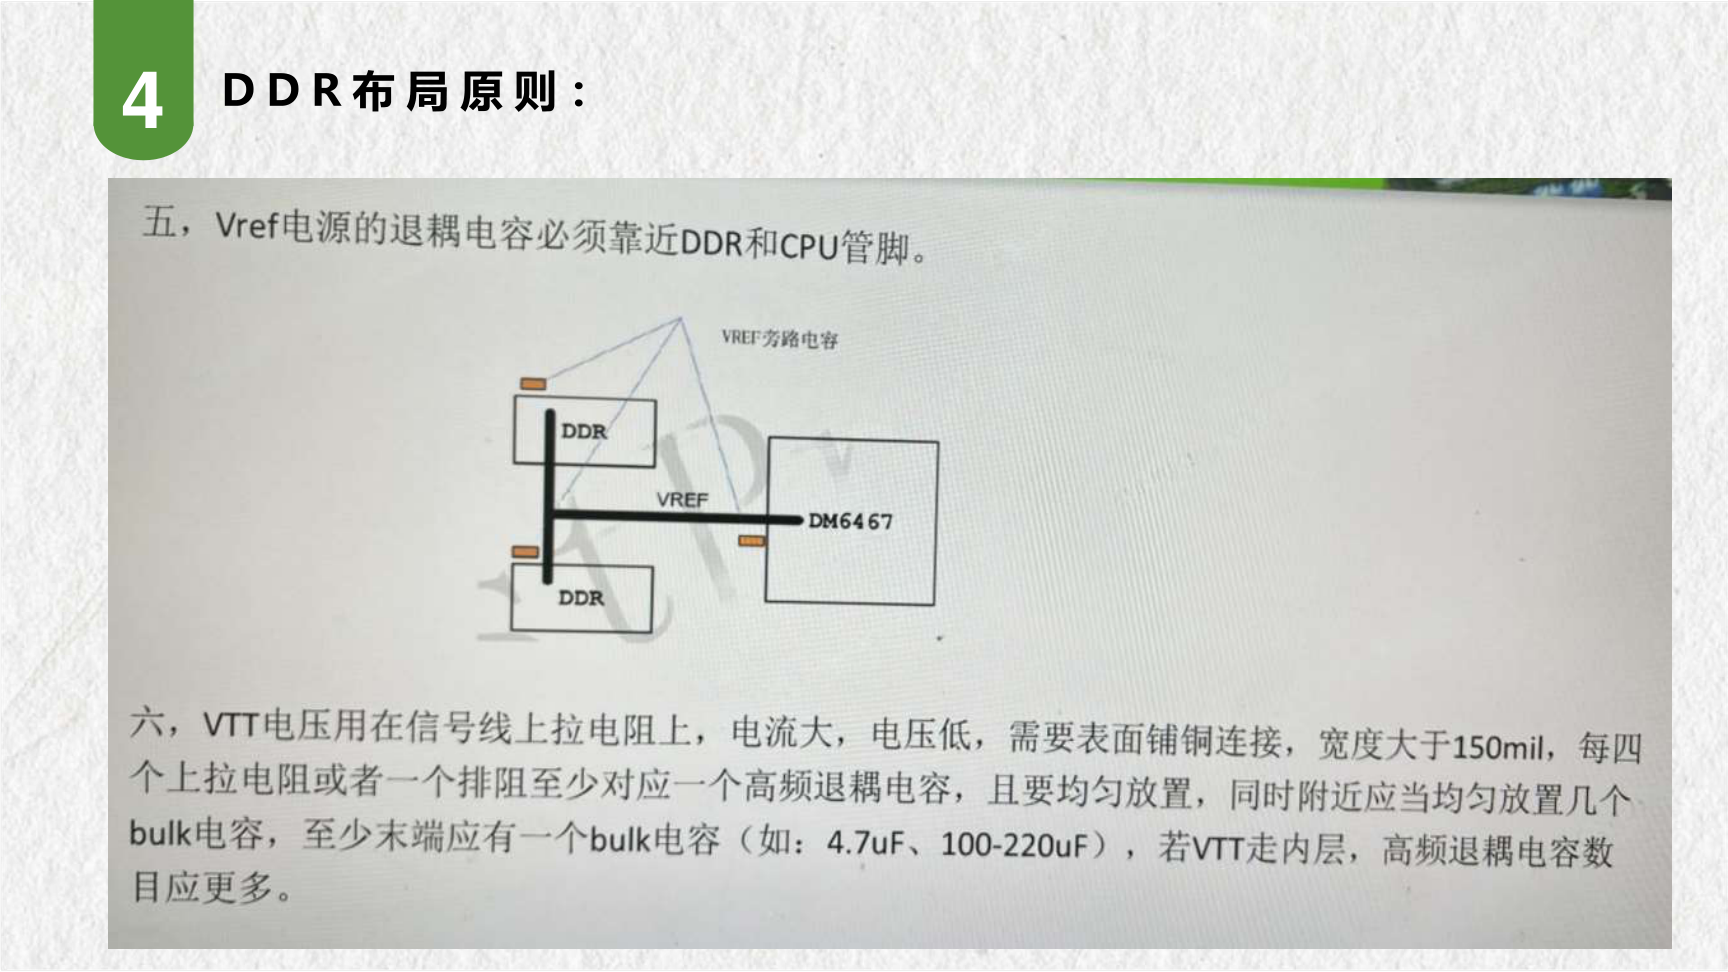 4
DDR布局原则：
五，Vref电源的退耦电容必须靠近DDR和CPU管脚。
VREF旁路电容
DDR
VREF
DM6467
DDR
六，VTT电压用在信号线上拉电阻上，电流大，电压低，需要表面铺铜连接，宽度大于150mil，每四
个上拉电阻或者一个排阻至少对应一个高频退耦电容，且要均匀放置，同时附近应当均匀放置几个
bulk电容，至少末端应有一个bulk电容（如：4.7uF、100-220uF），若VTT走内层，高频退耦电容数
目应更多。